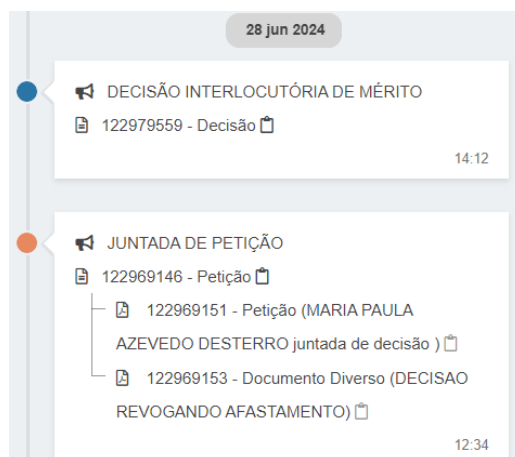 28 jun 2024
DECISÃO INTERLOCUTÓRIA DE MÉRITO
122979559 - Decisão
14:12
JUNTADA DE PETIÇÃO
122969146 - Petição
122969151 - Petição (MARIA PAULA
AZEVEDO DESTERRO juntada de decisão )
122969153 - Documento Diverso (DECISAO
REVOGANDO AFASTAMENTO)
12:34